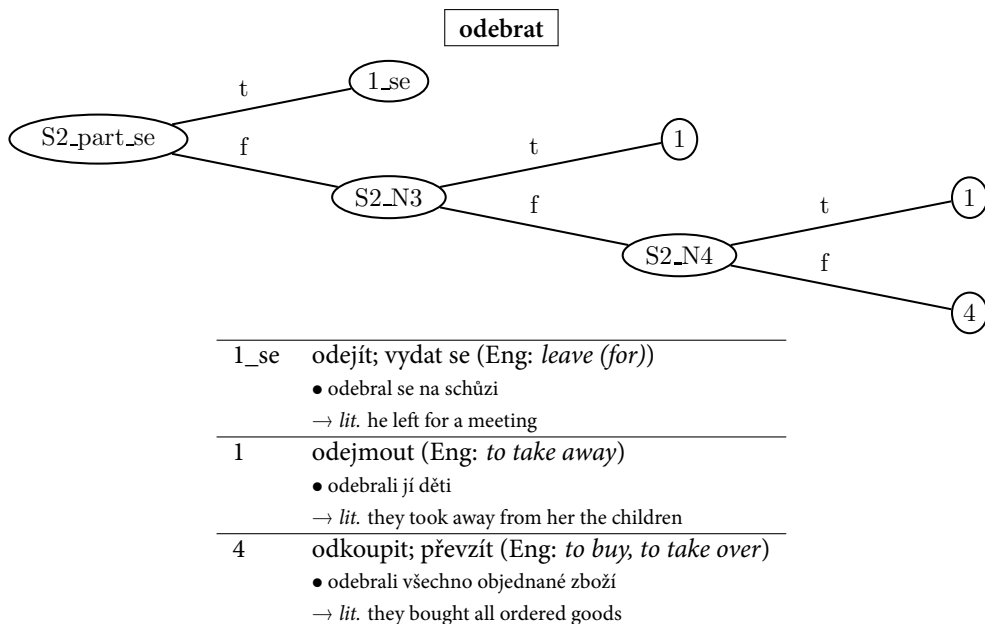 odebrat
t
1_se
S2_part_se
f
t
1
S2_N3
f
t
1
S2_N4
f
4
1_se odejít; vydat se (Eng: leave (for))
• odebral se na schůzi
→ lit. he left for a meeting
1 odejmout (Eng: to take away)
• odebrali jí děti
→ lit. they took away from her the children
4 odkoupit; převzít (Eng: to buy, to take over)
• odebrali všechno objednané zboží
→ lit. they bought all ordered goods